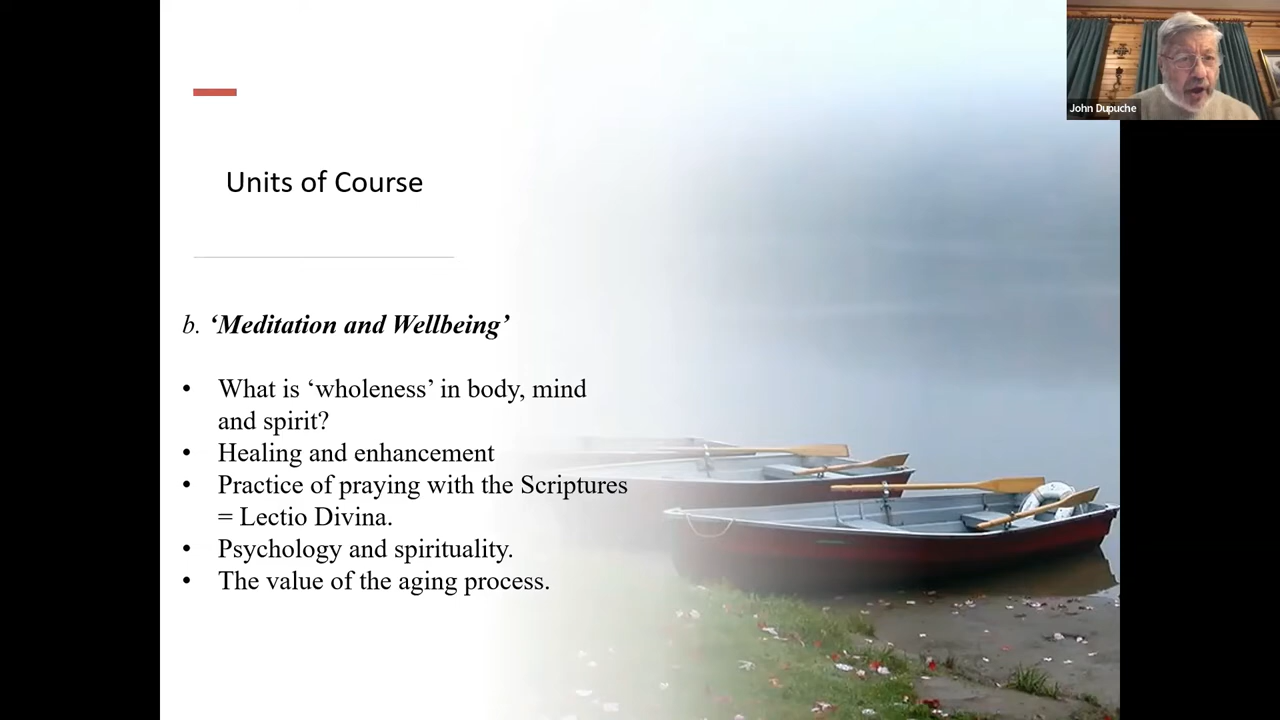 John Dupuche
Units of Course
b. ‘Meditation and Wellbeing’
• What is ‘wholeness’ in body, mind
and spirit?
• Healing and enhancement
• Practice of praying with the Scriptures
= Lectio Divina.
• Psychology and spirituality.
• The value of the aging process.